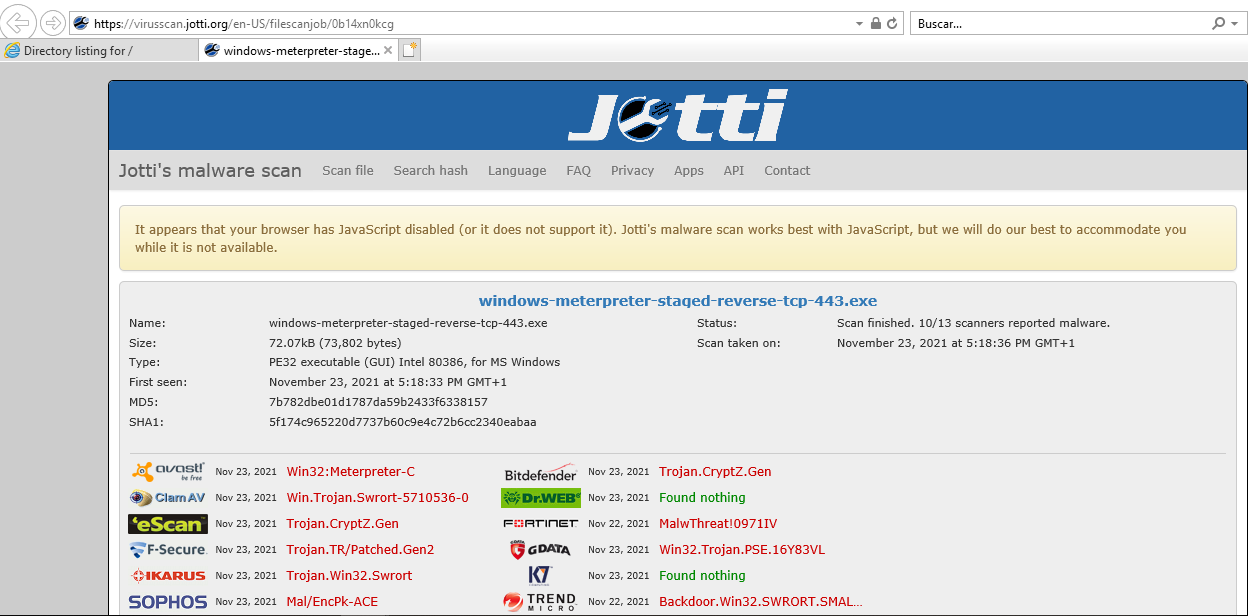 https://virusscan.jotti.org/en-US/filescanjob/0b14xn0kcg
Buscar...
Directory listing for /
windows-meterpreter-stage...
Jotti
Jotti's malware scan Scan file Search hash Language FAQ Privacy Apps API Contact
It appears that your browser has JavaScript disabled (or it does not support it). Jotti's malware scan works best with JavaScript, but we will do our best to accommodate you
while it is not available.
windows-meterpreter-staged-reverse-tcp-443.exe
Name: windows-meterpreter-staged-reverse-tcp-443.exe Status: Scan finished. 10/13 scanners reported malware.
Size: 72.07kB (73,802 bytes) Scan taken on: November 23, 2021 at 5:18:36 PM GMT+1
Type: PE32 executable (GUI) Intel 80386, for MS Windows
First seen: November 23, 2021 at 5:18:33 PM GMT+1
MD5: 7b782dbe01d1787da59b2433f6338157
SHA1: 5f174c965220d7737b60c9e4c72b6cc2340eabaa
avast! be free Nov 23, 2021 Win32:Meterpreter-C Bitdefender Nov 23, 2021 Trojan.CryptZ.Gen
Clam AV Nov 23, 2021 Win.Trojan.Swrort-5710536-0 Dr.WEB Nov 23, 2021 Found nothing
eScan Nov 23, 2021 Trojan.CryptZ.Gen FORTINET Nov 22, 2021 MalwThreat!0971IV
F-Secure. Nov 23, 2021 Trojan.TR/Patched.Gen2 G DATA Nov 23, 2021 Win32.Trojan.PSE.16Y83VL
IKARUS Nov 23, 2021 Trojan.Win32.Swrort K7 Nov 23, 2021 Found nothing
SOPHOS Nov 23, 2021 Mal/EncPk-ACE TREND MICRO Nov 22, 2021 Backdoor.Win32.SWRORT.SMAL...